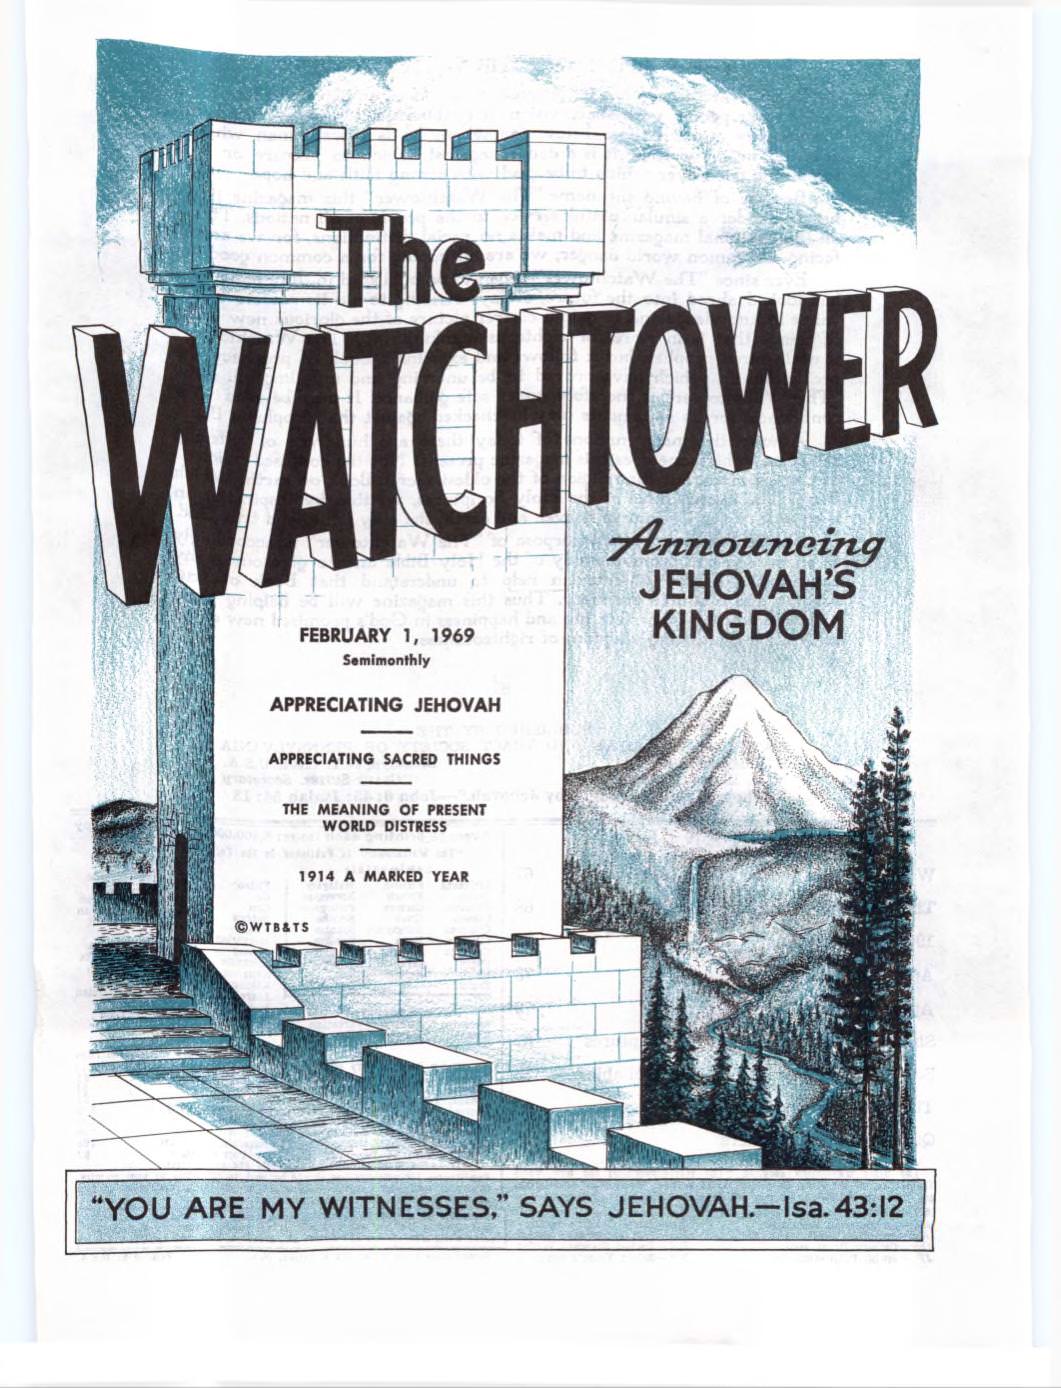 The
WATCHTOWER
Announcing
JEHOVAH'S
KINGDOM
FEBRUARY 1, 1969
Semimonthly
APPRECIATING JEHOVAH
APPRECIATING SACRED THINGS
THE MEANING OF PRESENT
WORLD DISTRESS
1914 A MARKED YEAR
©WTB&TS
"YOU ARE MY WITNESSES," SAYS JEHOVAH.—Isa. 43:12